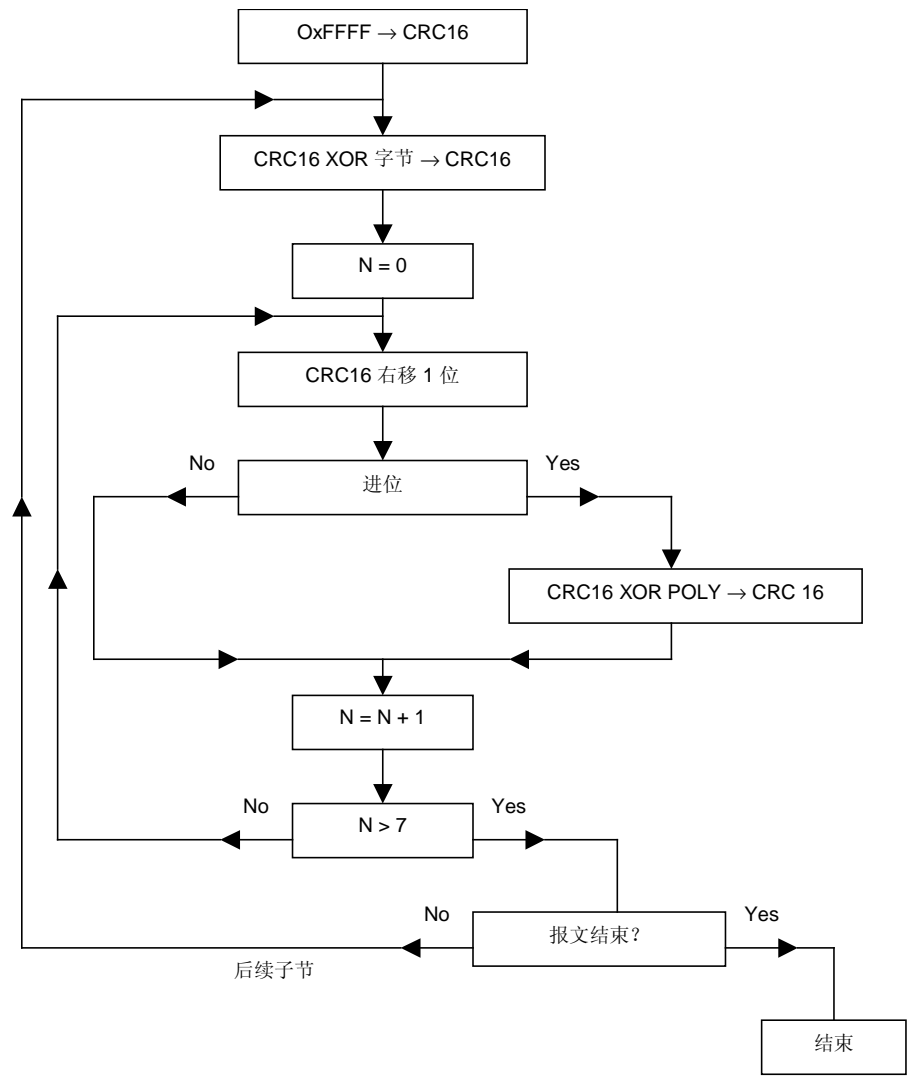 OxFFFF → CRC16
CRC16 XOR 字节 → CRC16
N = 0
CRC16 右移 1 位
No
进位
Yes
CRC16 XOR POLY → CRC 16
N = N + 1
No
N > 7
Yes
No
报文结束?
Yes
后续子节
结束